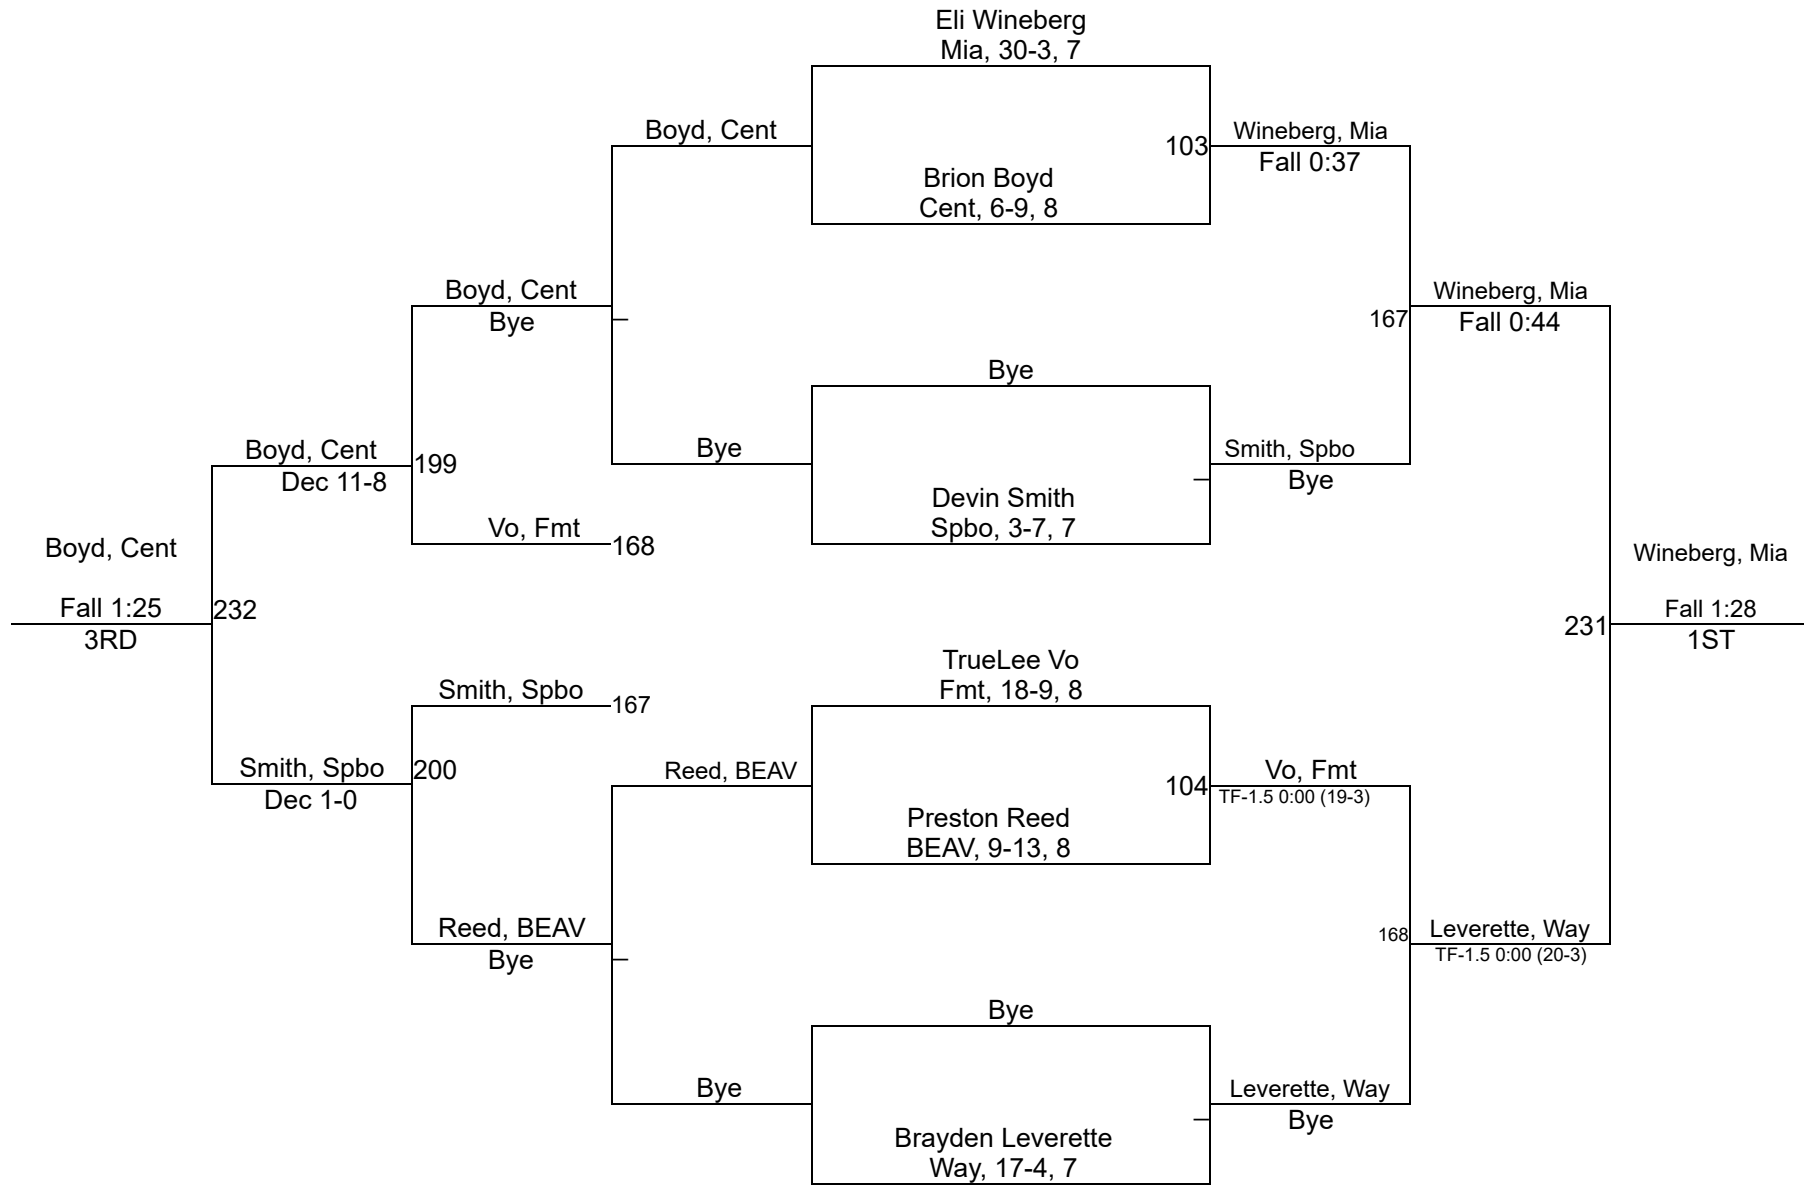 Eli Wineberg
Mia, 30-3, 7
Boyd, Cent
103
Wineberg, Mia
Fall 0:37
Brion Boyd
Cent, 6-9, 8
Boyd, Cent
Bye
167
Wineberg, Mia
Fall 0:44
Bye
Boyd, Cent
Dec 11-8
199
Bye
Smith, Spbo
Bye
Devin Smith
Spbo, 3-7, 7
Vo, Fmt
168
Boyd, Cent
Fall 1:25
3RD
232
Wineberg, Mia
231
Fall 1:28
1ST
TrueLee Vo
Fmt, 18-9, 8
Smith, Spbo
167
Smith, Spbo
Dec 1-0
200
Reed, BEAV
104
Vo, Fmt
TF-1.5 0:00 (19-3)
Preston Reed
BEAV, 9-13, 8
Reed, BEAV
Bye
168
Leverette, Way
TF-1.5 0:00 (20-3)
Bye
Bye
Leverette, Way
Bye
Brayden Leverette
Way, 17-4, 7